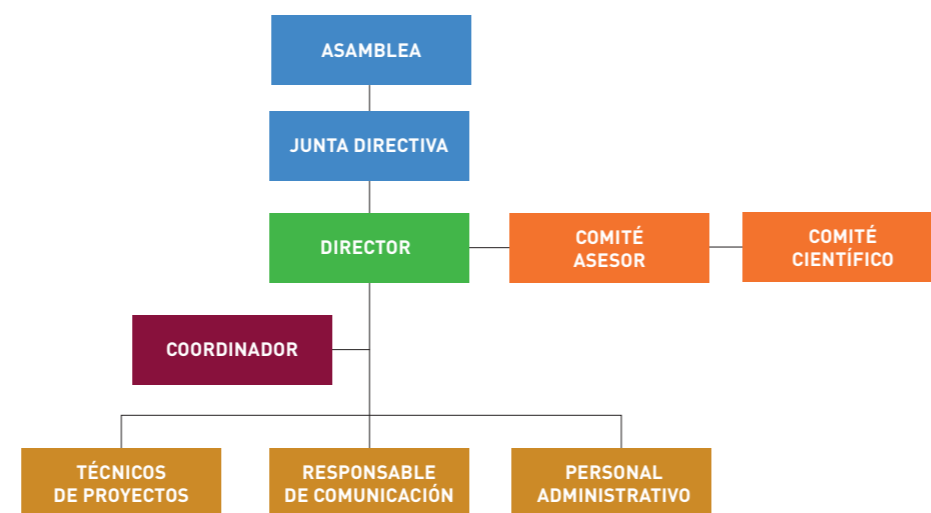 ASAMBLEA
JUNTA DIRECTIVA
DIRECTOR
COMITÉ
ASESOR
COMITÉ
CIENTÍFICO
COORDINADOR
TÉCNICOS
DE PROYECTOS
RESPONSABLE
DE COMUNICACIÓN
PERSONAL
ADMINISTRATIVO